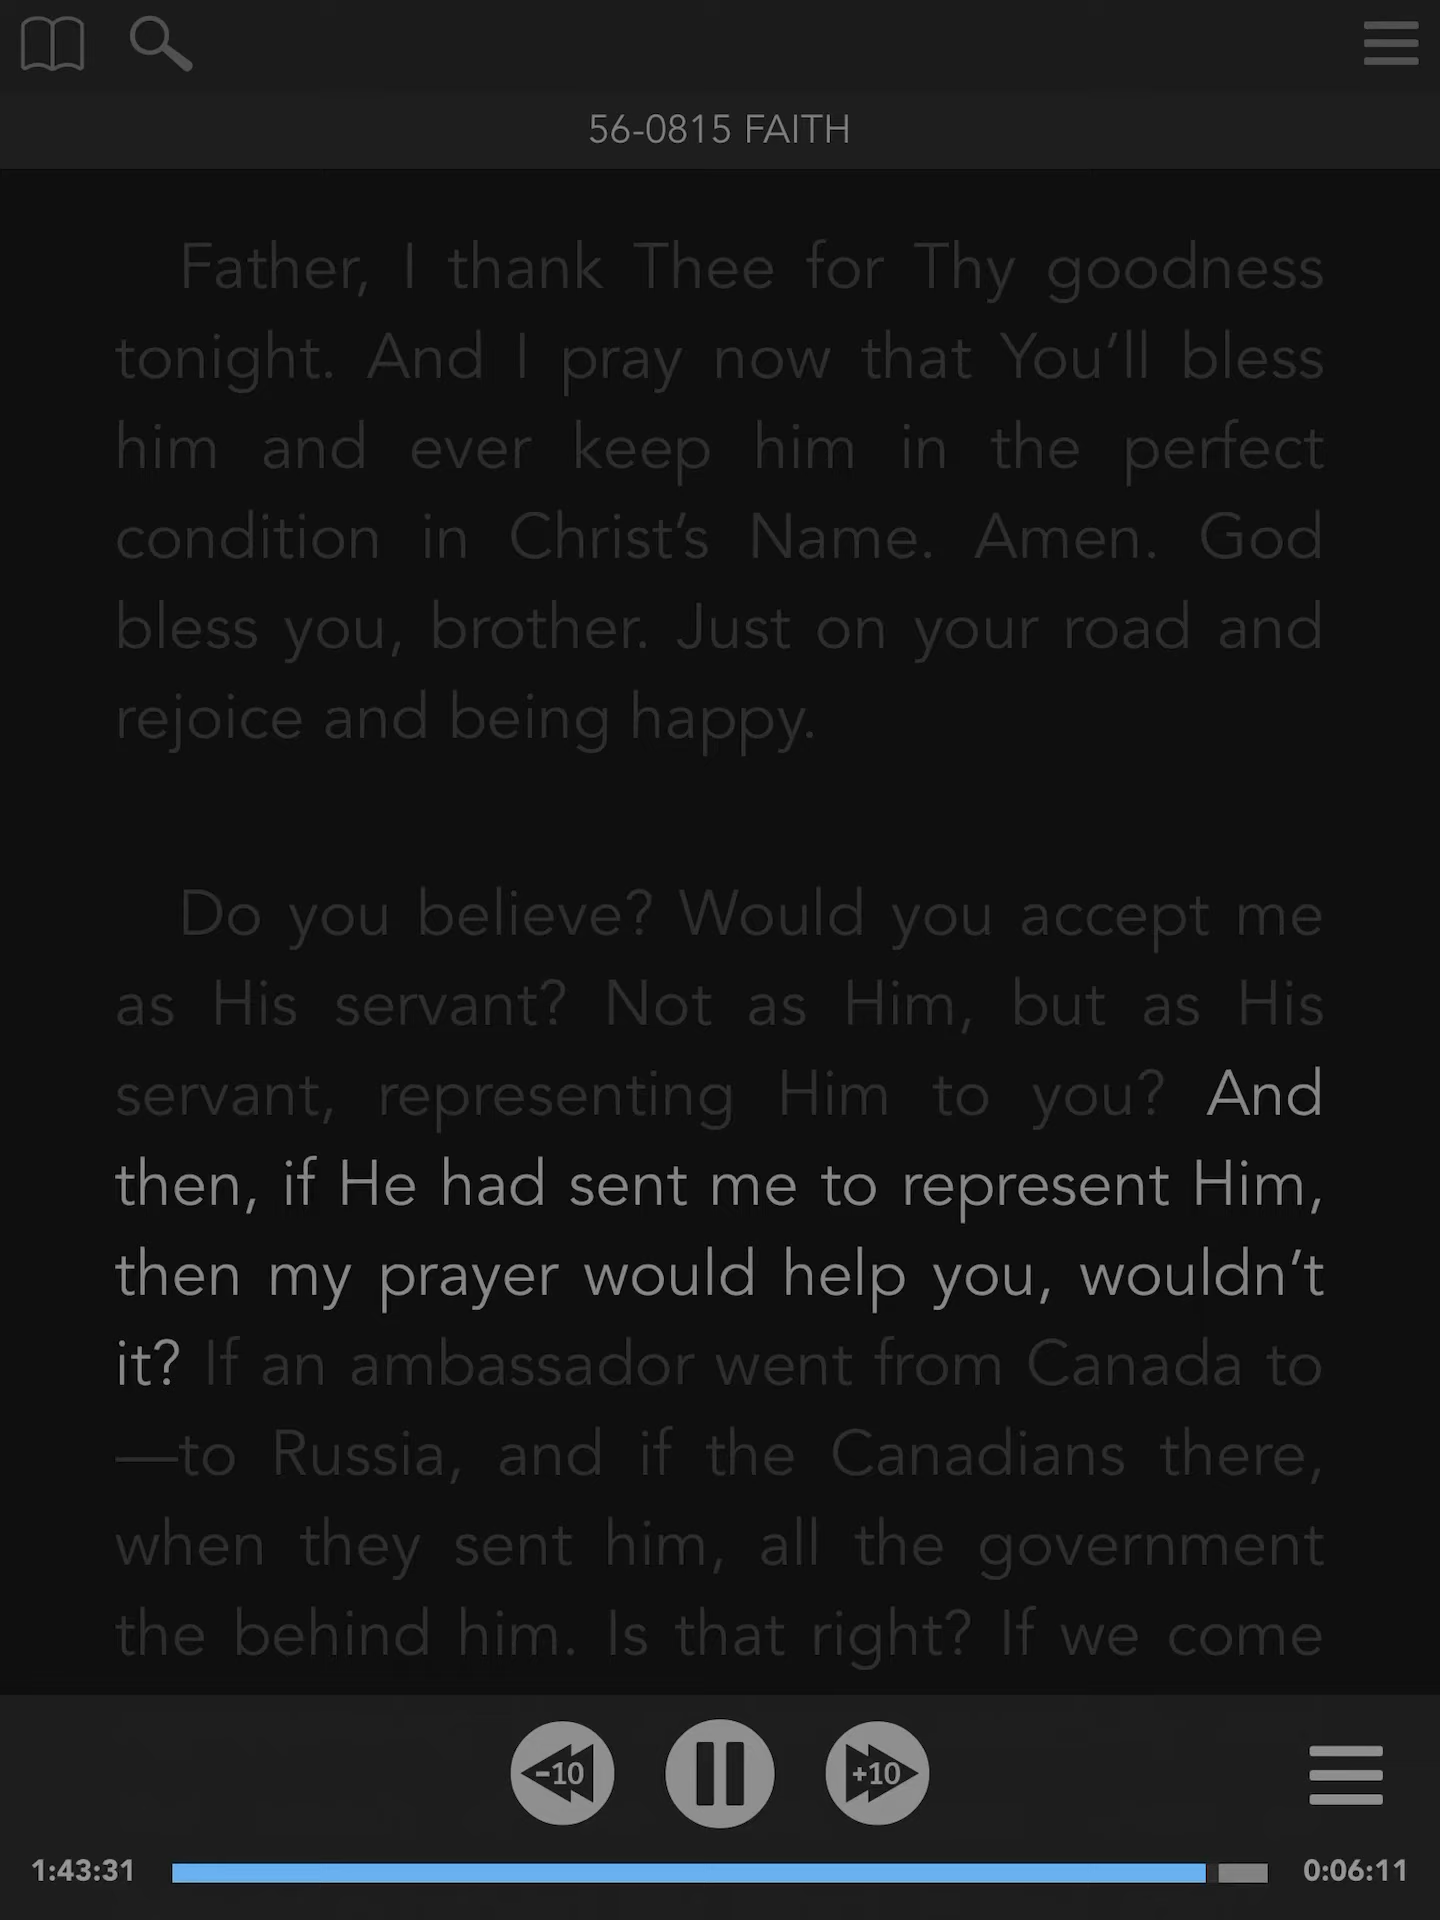 56-0815 FAITH
Father, I thank Thee for Thy goodness
tonight. And I pray now that You’ll bless
him and ever keep him in the perfect
condition in Christ’s Name. Amen. God
bless you, brother. Just on your road and
rejoice and being happy.
Do you believe? Would you accept me
as His servant? Not as Him, but as His
servant, representing Him to you? And
then, if He had sent me to represent Him,
then my prayer would help you, wouldn’t
it? If an ambassador went from Canada to
—to Russia, and if the Canadians there,
when they sent him, all the government
the behind him. Is that right? If we come
-10 +10
1:43:31 0:06:11